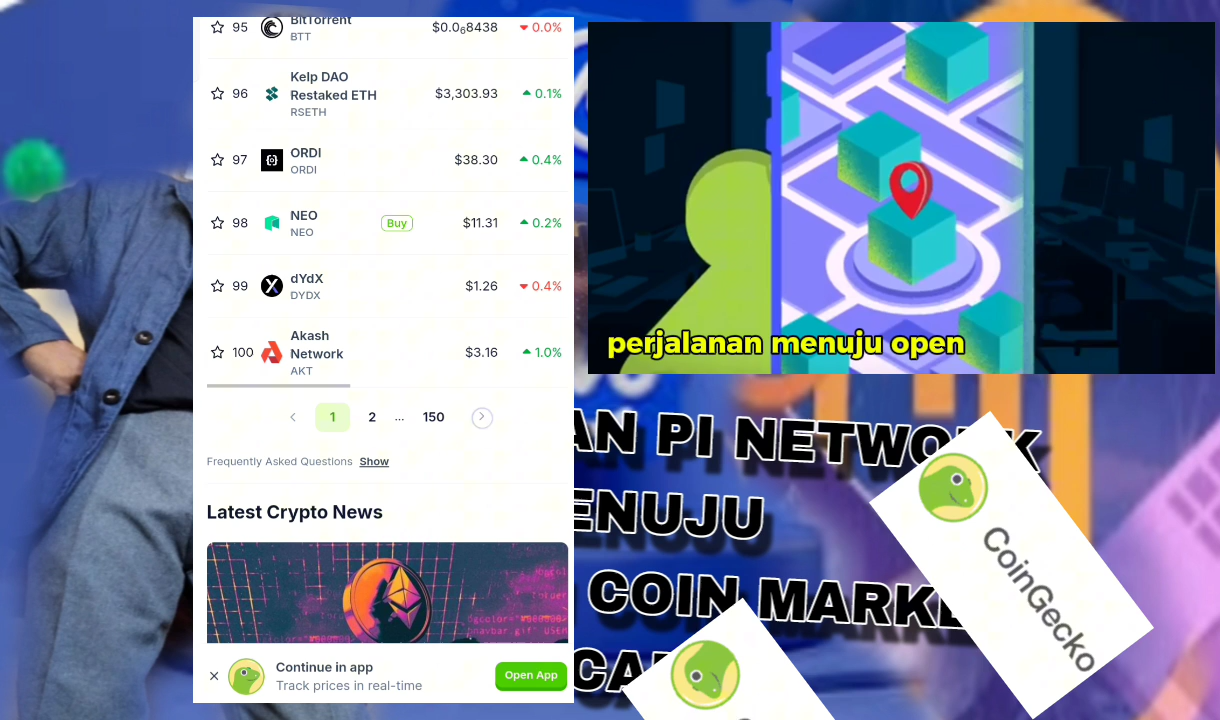 95 BitTorrent
BTT
$0.0₆8438 0.0%
96 Kelp DAO
Restaked ETH
RSETH
$3,303.93 0.1%
97 ORDI
ORDI
$38.30 0.4%
98 NEO
NEO
Buy $11.31 0.2%
99 dYdX
DYDX
$1.26 0.4%
100 Akash
Network
AKT
$3.16 1.0%
1 2 ... 150
Frequently Asked Questions Show
Latest Crypto News
Continue in app
Track prices in real-time
Open App
perjalanan menuju open
AN PI NETWORK
ENUJU
COIN MARKE
CA
CoinGecko